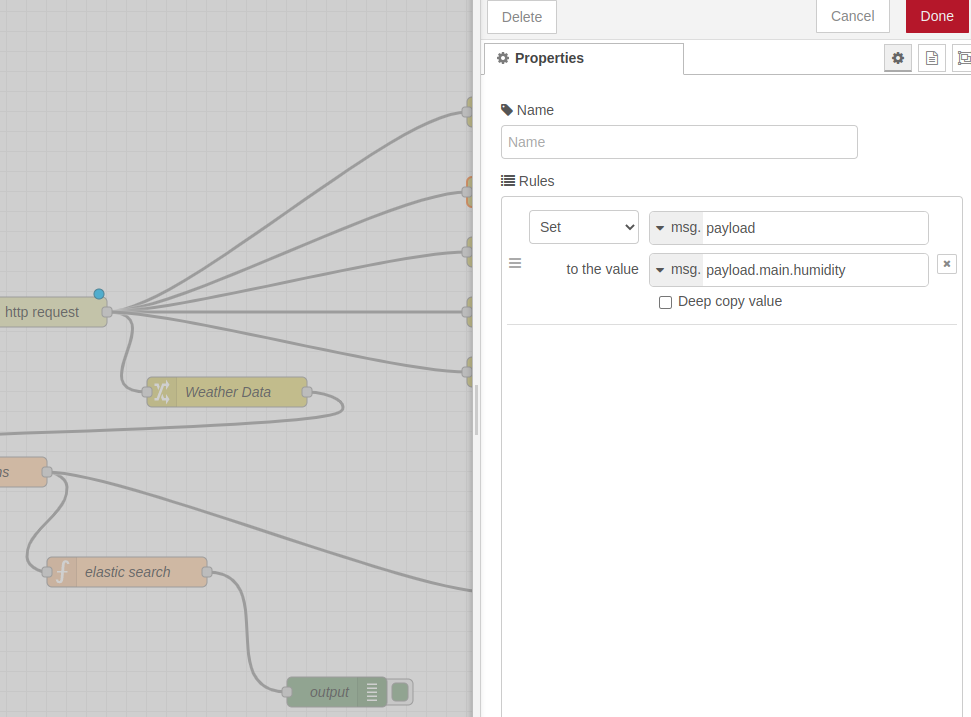 Delete
Cancel
Done
Properties
Name
Name
Rules
Set
msg. payload
to the value
msg. payload.main.humidity
Deep copy value
http request
Weather Data
elastic search
output